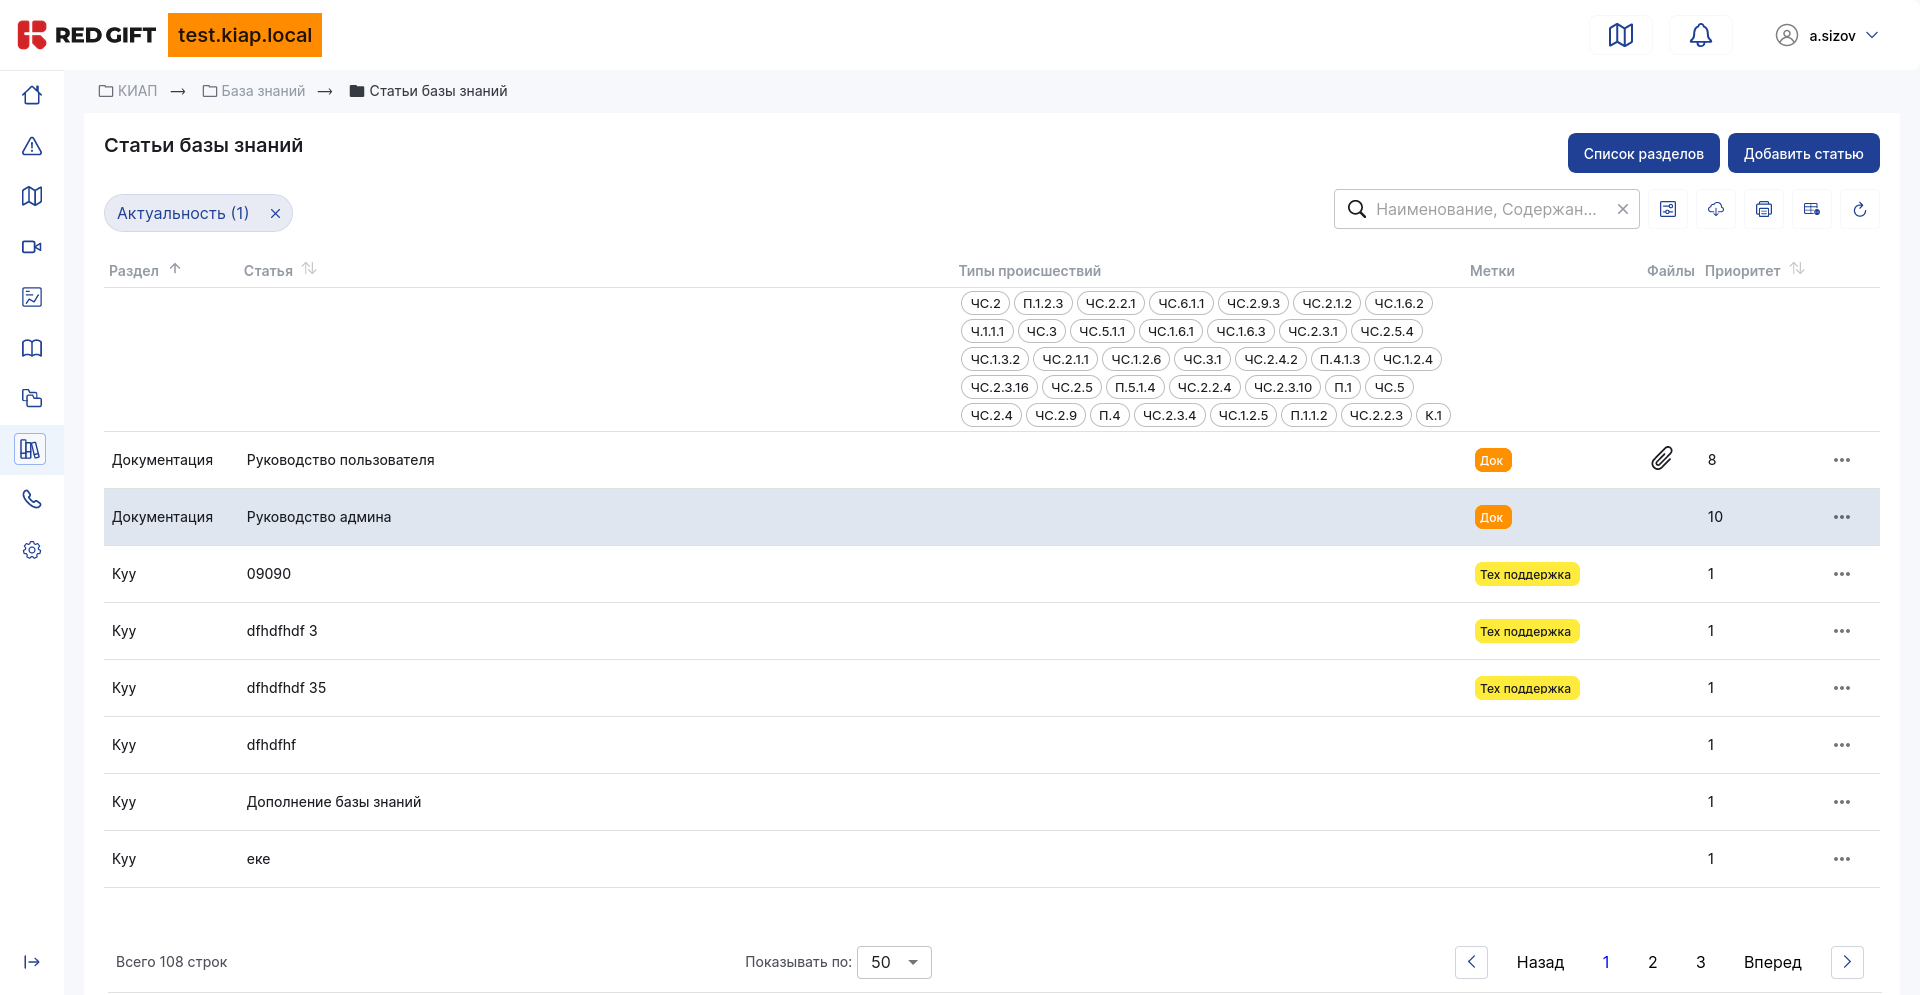 RED GIFT test.kiap.local a.sizov
КИАП → База знаний → Статьи базы знаний
Статьи базы знаний
Список разделов Добавить статью
Актуальность (1)
Наименование, Содержан...
Раздел Статья Типы происшествий Метки Файлы Приоритет
ЧС.2 П.1.2.3 ЧС.2.2.1 ЧС.6.1.1 ЧС.2.9.3 ЧС.2.1.2 ЧС.1.6.2
Ч.1.1.1 ЧС.3 ЧС.5.1.1 ЧС.1.6.1 ЧС.1.6.3 ЧС.2.3.1 ЧС.2.5.4
ЧС.1.3.2 ЧС.2.1.1 ЧС.1.2.6 ЧС.3.1 ЧС.2.4.2 П.4.1.3 ЧС.1.2.4
ЧС.2.3.16 ЧС.2.5 П.5.1.4 ЧС.2.2.4 ЧС.2.3.10 П.1 ЧС.5
ЧС.2.4 ЧС.2.9 П.4 ЧС.2.3.4 ЧС.1.2.5 П.1.1.2 ЧС.2.2.3 К.1
Документация Руководство пользователя Док 8
Документация Руководство админа Док 10
Куу 09090 Тех поддержка 1
Куу dfhdfhdf 3 Тех поддержка 1
Куу dfhdfhdf 35 Тех поддержка 1
Куу dfhdfhf 1
Куу Дополнение базы знаний 1
Куу еке 1
Всего 108 строк Показывать по: 50 Назад 1 2 3 Вперед